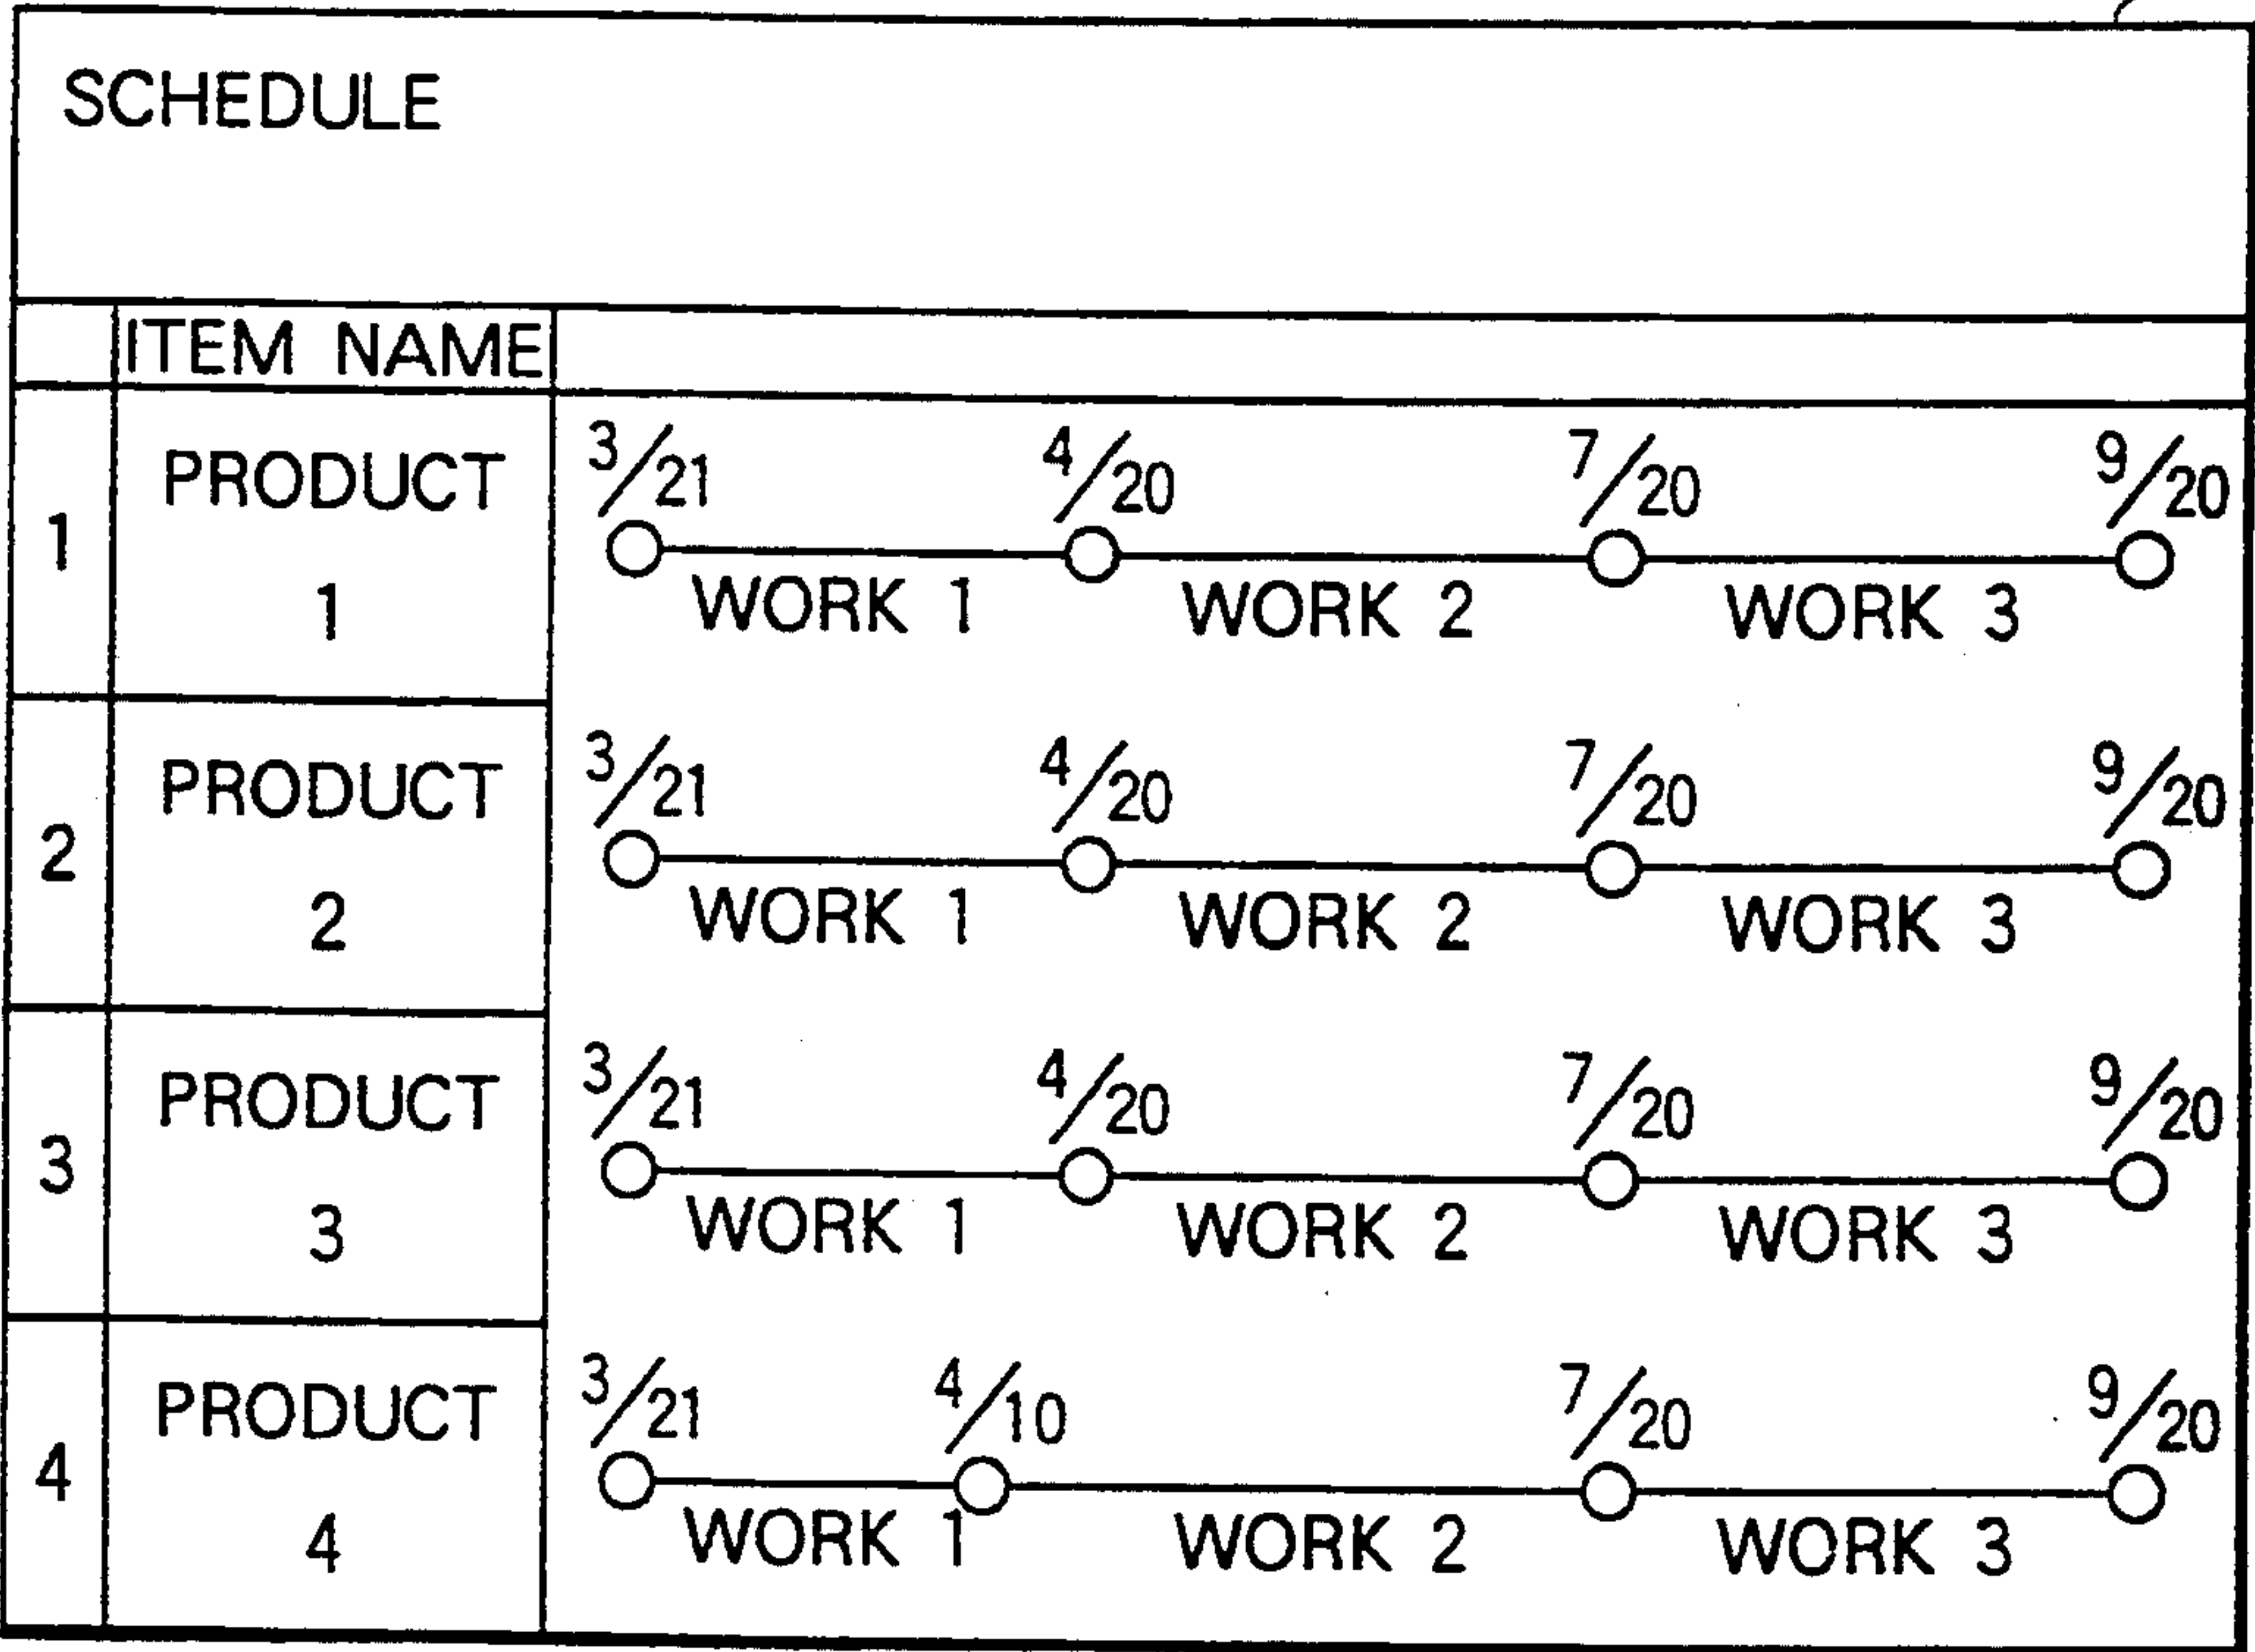 SCHEDULE
ITEM NAME
1 PRODUCT 1
3/21 4/20 7/20 9/20
WORK 1 WORK 2 WORK 3
2 PRODUCT 2
3/21 4/20 7/20 9/20
WORK 1 WORK 2 WORK 3
3 PRODUCT 3
3/21 4/20 7/20 9/20
WORK 1 WORK 2 WORK 3
4 PRODUCT 4
3/21 4/10 7/20 9/20
WORK 1 WORK 2 WORK 3